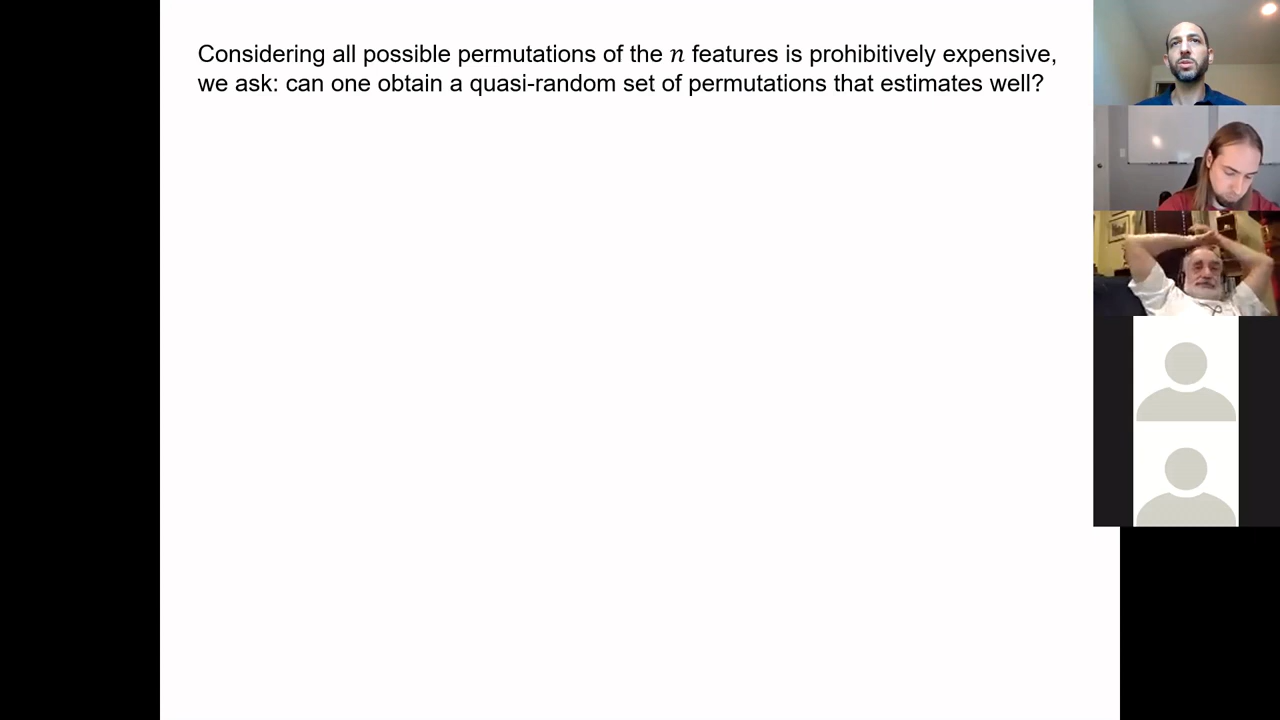 Considering all possible permutations of the n features is prohibitively expensive,
we ask: can one obtain a quasi-random set of permutations that estimates well?